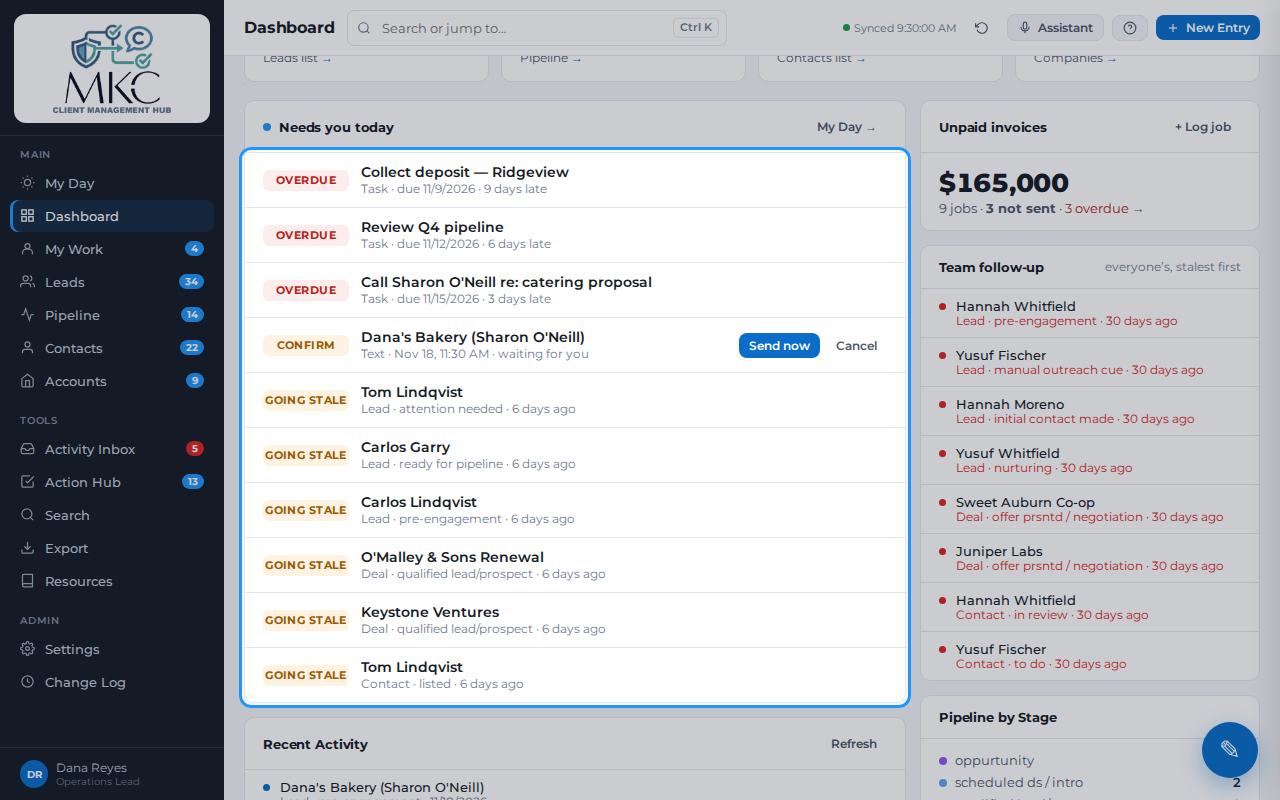 MKC
CLIENT MANAGEMENT HUB
MAIN
My Day
Dashboard
My Work 4
Leads 34
Pipeline 14
Contacts 22
Accounts 9
TOOLS
Activity Inbox 5
Action Hub 13
Search
Export
Resources
ADMIN
Settings
Change Log
DR
Dana Reyes
Operations Lead
Dashboard
Search or jump to...
Ctrl K
Synced 9:30:00 AM
Assistant
+ New Entry
Leads list →
Pipeline →
Contacts list →
Companies →
Needs you today
My Day →
OVERDUE
Collect deposit — Ridgeview
Task · due 11/9/2026 · 9 days late
OVERDUE
Review Q4 pipeline
Task · due 11/12/2026 · 6 days late
OVERDUE
Call Sharon O'Neill re: catering proposal
Task · due 11/15/2026 · 3 days late
CONFIRM
Dana's Bakery (Sharon O'Neill)
Text · Nov 18, 11:30 AM · waiting for you
Send now
Cancel
GOING STALE
Tom Lindqvist
Lead · attention needed · 6 days ago
GOING STALE
Carlos Garry
Lead · ready for pipeline · 6 days ago
GOING STALE
Carlos Lindqvist
Lead · pre-engagement · 6 days ago
GOING STALE
O'Malley & Sons Renewal
Deal · qualified lead/prospect · 6 days ago
GOING STALE
Keystone Ventures
Deal · qualified lead/prospect · 6 days ago
GOING STALE
Tom Lindqvist
Contact · listed · 6 days ago
Recent Activity
Refresh
Dana's Bakery (Sharon O'Neill)
Unpaid invoices
+ Log job
$165,000
9 jobs · 3 not sent · 3 overdue →
Team follow-up
everyone's, stalest first
Hannah Whitfield
Lead · pre-engagement · 30 days ago
Yusuf Fischer
Lead · manual outreach cue · 30 days ago
Hannah Moreno
Lead · initial contact made · 30 days ago
Yusuf Whitfield
Lead · nurturing · 30 days ago
Sweet Auburn Co-op
Deal · offer prsntd / negotiation · 30 days ago
Juniper Labs
Deal · offer prsntd / negotiation · 30 days ago
Hannah Whitfield
Contact · in review · 30 days ago
Yusuf Fischer
Contact · to do · 30 days ago
Pipeline by Stage
opportunity
scheduled ds / intro 2